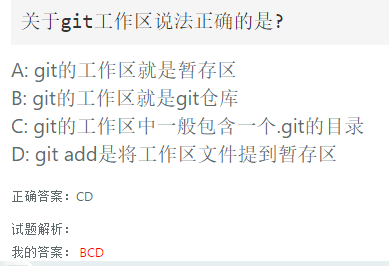 关于git工作区说法正确的是?
A: git的工作区就是暂存区
B: git的工作区就是git仓库
C: git的工作区中一般包含一个.git的目录
D: git add是将工作区文件提到暂存区
正确答案：CD
试题解析：
我的答案：BCD